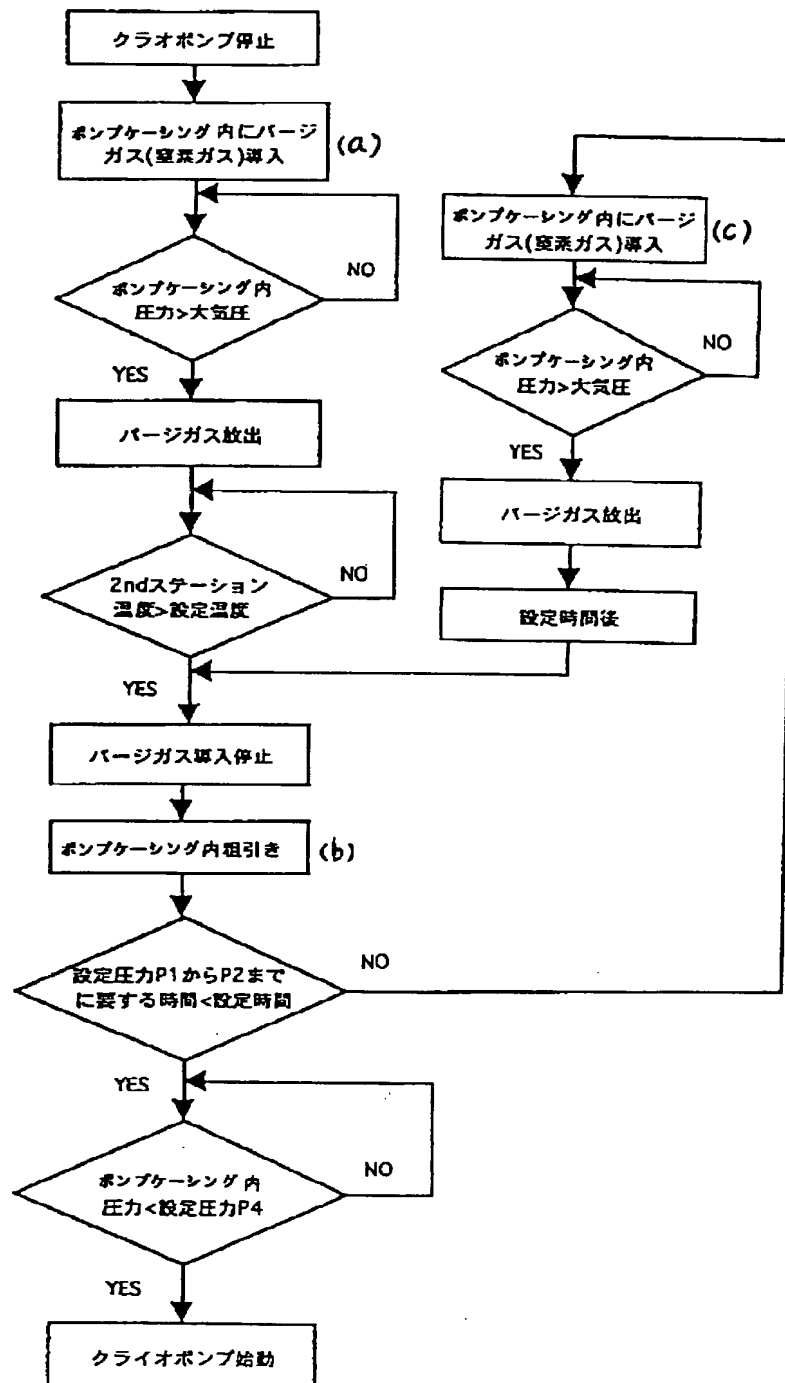 クラオポンプ停止
ポンプケーシング内にパージ
ガス(窒素ガス)導入
(a)
ポンプケーシング内
圧力>大気圧
NO
YES
パージガス放出
2ndステーション
温度>設定温度
NO
YES
ポンプケーシング内にパージ
ガス(窒素ガス)導入
(c)
ポンプケーシング内
圧力>大気圧
NO
YES
パージガス放出
設定時間後
パージガス導入停止
ポンプケーシング内粗引き
(b)
設定圧力P1からP2まで
に要する時間<設定時間
NO
YES
ポンプケーシング内
圧力<設定圧力P4
NO
YES
クライオポンプ始動